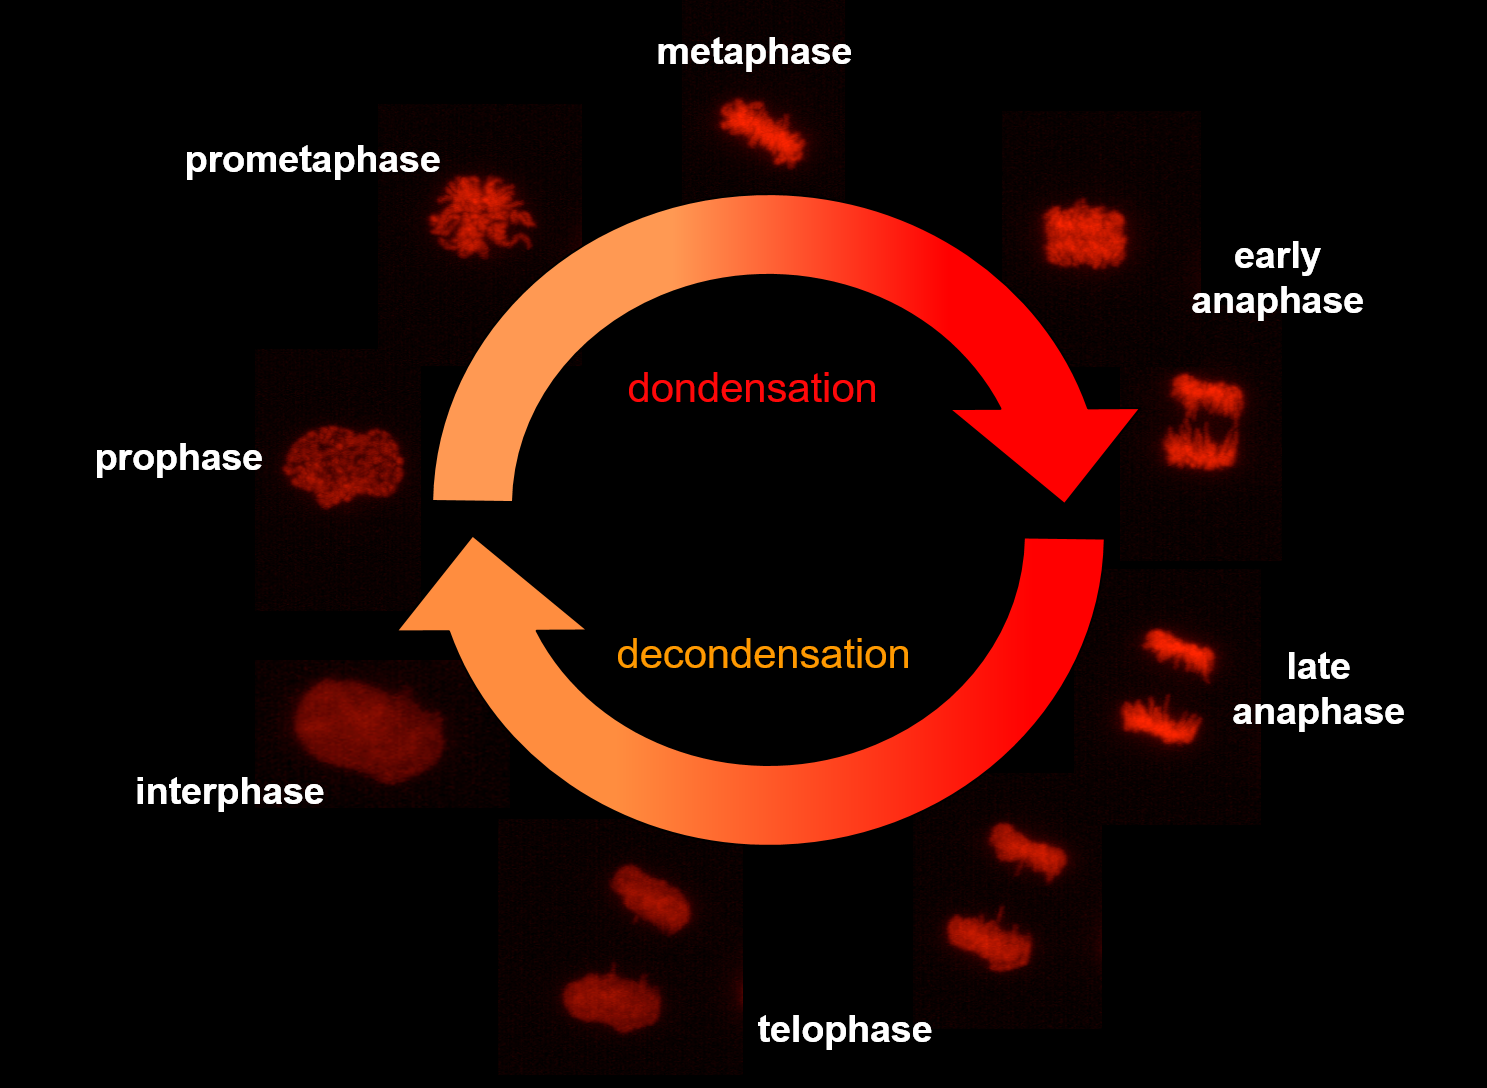 metaphase
prometaphase
early
anaphase
dondensation
prophase
decondensation
late
anaphase
interphase
telophase